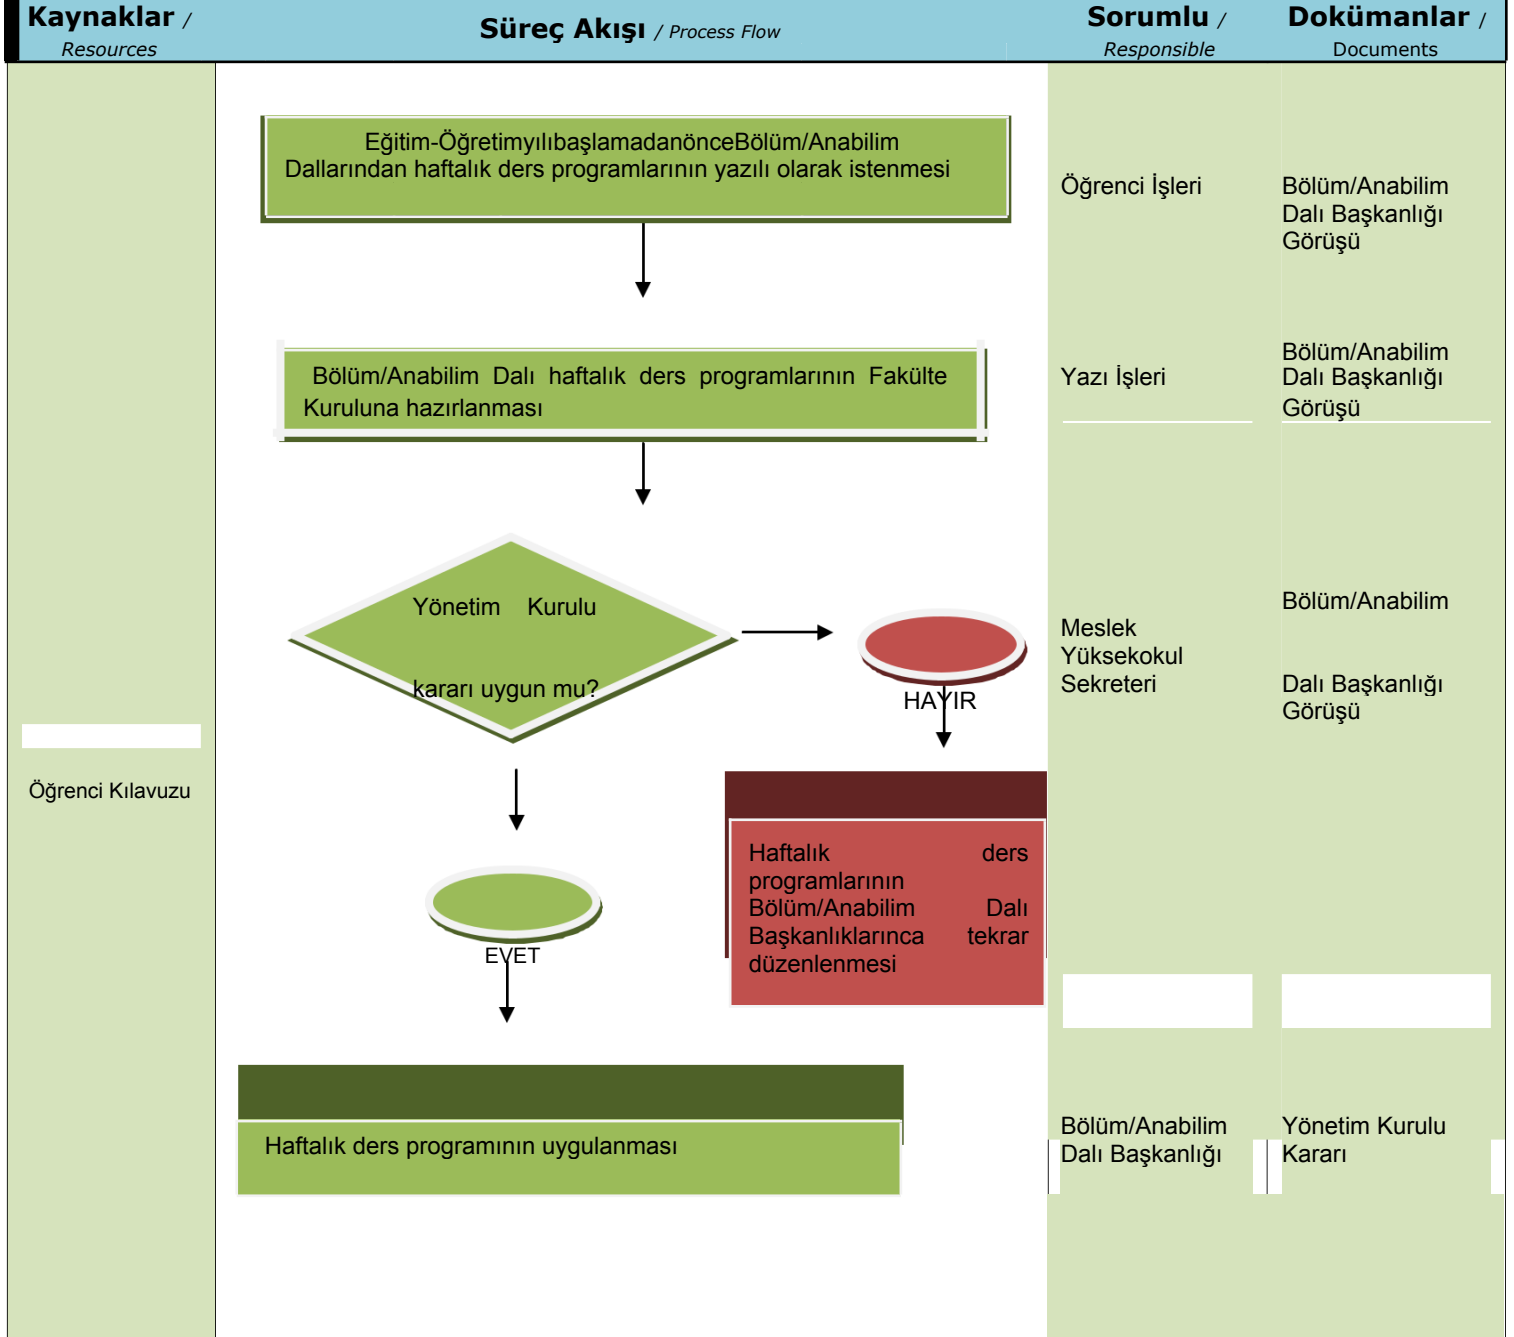 Kaynaklar /
Resources
Süreç Akışı / Process Flow
Sorumlu /
Responsible
Dokümanlar /
Documents
Eğitim-ÖğretimyılıbaşlamadanönceBölüm/Anabilim
Dallarından haftalık ders programlarının yazılı olarak istenmesi
Öğrenci İşleri
Bölüm/Anabilim
Dalı Başkanlığı
Görüşü
Bölüm/Anabilim Dalı haftalık ders programlarının Fakülte
Kuruluna hazırlanması
Yazı İşleri
Bölüm/Anabilim
Dalı Başkanlığı
Görüşü
Yönetim Kurulu
kararı uygun mu?
HAYIR
Meslek
Yüksekokul
Sekreteri
Bölüm/Anabilim
Dalı Başkanlığı
Görüşü
Öğrenci Kılavuzu
Haftalık ders
programlarının
Bölüm/Anabilim Dalı
Başkanlıklarınca tekrar
düzenlenmesi
EVET
Haftalık ders programının uygulanması
Bölüm/Anabilim
Dalı Başkanlığı
Yönetim Kurulu
Kararı